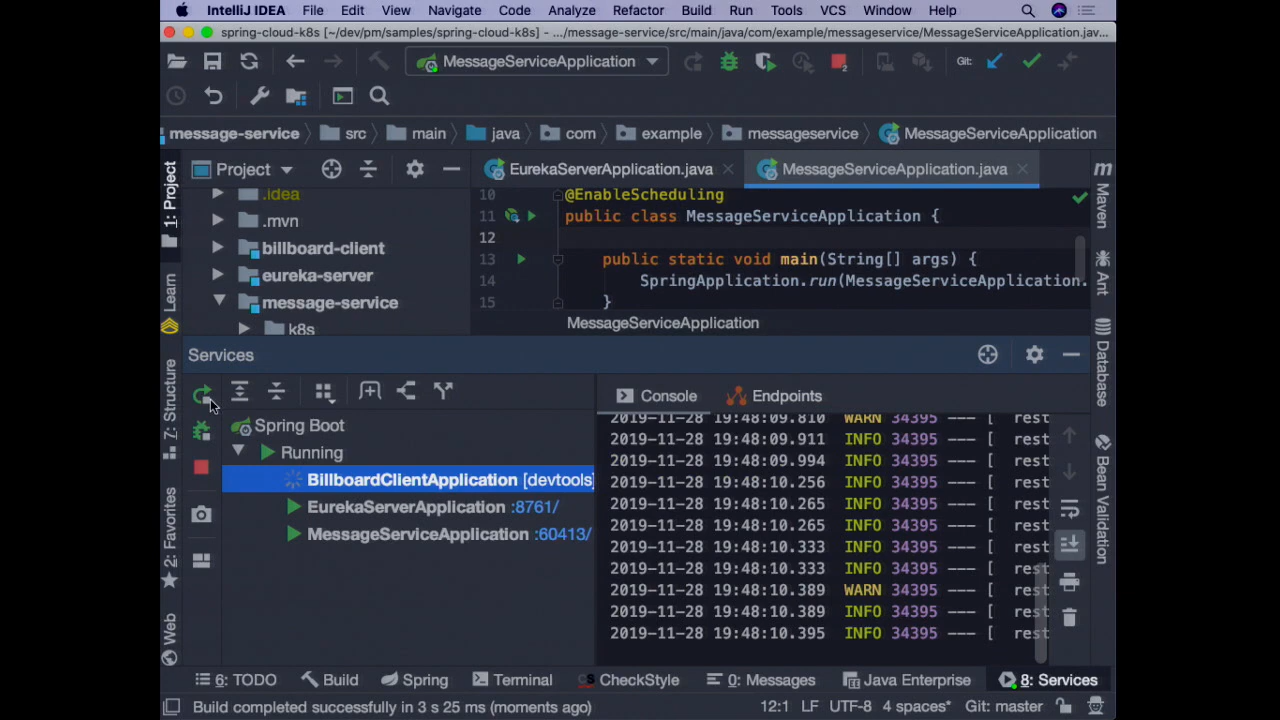 IntelliJ IDEA File Edit View Navigate Code Analyze Refactor Build Run Tools VCS Window Help
spring-cloud-k8s [~/dev/pm/samples/spring-cloud-k8s] - .../message-service/src/main/java/com/example/messageservice/MessageServiceApplication.jav...
MessageServiceApplication 2 Git:
message-service src main java com example messageservice MessageServiceApplication
Project EurekaServerApplication.java MessageServiceApplication.java
1: Project
Learn
7: Structure
2: Favorites
Web
.idea
.mvn
billboard-client
eureka-server
message-service
k8s
10 @EnableScheduling
11 public class MessageServiceApplication {
12
13 public static void main(String[] args) {
14 SpringApplication.run(MessageServiceApplication.
15 }
MessageServiceApplication
m Maven
Ant
Database
Bean Validation
Services
Console Endpoints
Spring Boot
Running
BillboardClientApplication [devtools]
EurekaServerApplication :8761/
MessageServiceApplication :60413/
2019-11-28 19:48:09.810 WARN 34395 --- [ rest
2019-11-28 19:48:09.911 INFO 34395 --- [ rest
2019-11-28 19:48:09.994 INFO 34395 --- [ rest
2019-11-28 19:48:10.256 INFO 34395 --- [ rest
2019-11-28 19:48:10.265 INFO 34395 --- [ rest
2019-11-28 19:48:10.265 INFO 34395 --- [ rest
2019-11-28 19:48:10.333 INFO 34395 --- [ rest
2019-11-28 19:48:10.333 INFO 34395 --- [ rest
2019-11-28 19:48:10.389 WARN 34395 --- [ rest
2019-11-28 19:48:10.389 INFO 34395 --- [ rest
2019-11-28 19:48:10.395 INFO 34395 --- [ rest
6: TODO Build Spring Terminal CheckStyle 0: Messages Java Enterprise 8: Services
Build completed successfully in 3 s 25 ms (moments ago) 12:1 LF UTF-8 4 spaces* Git: master